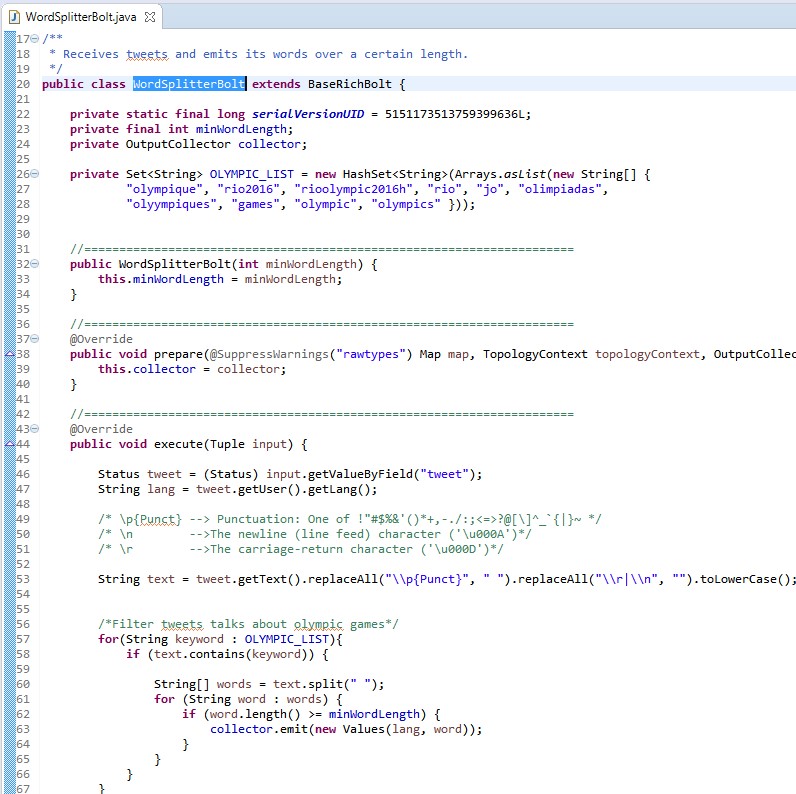 WordSplitterBolt.java
17 /**
18 * Receives tweets and emits its words over a certain length.
19 */
20 public class WordSplitterBolt extends BaseRichBolt {
21
22 private static final long serialVersionUID = 5151173513759399636L;
23 private final int minWordLength;
24 private OutputCollector collector;
25
26 private Set<String> OLYMPIC_LIST = new HashSet<String>(Arrays.asList(new String[] {
27 "olympique", "rio2016", "rioolympic2016h", "rio", "jo", "olimpiadas",
28 "olyympiques", "games", "olympic", "olympics" }));
29
30
31 //======================================================================
32 public WordSplitterBolt(int minWordLength) {
33 this.minWordLength = minWordLength;
34 }
35
36 //======================================================================
37 @Override
38 public void prepare(@SuppressWarnings("rawtypes") Map map, TopologyContext topologyContext, OutputCollec
39 this.collector = collector;
40 }
41
42 //======================================================================
43 @Override
44 public void execute(Tuple input) {
45
46 Status tweet = (Status) input.getValueByField("tweet");
47 String lang = tweet.getUser().getLang();
48
49 /* \p{Punct} --> Punctuation: One of !"#$%&'()*+,-./:;<=>?@[\]^_`{|}~ */
50 /* \n -->The newline (line feed) character ('\u000A')*/
51 /* \r -->The carriage-return character ('\u000D')*/
52
53 String text = tweet.getText().replaceAll("\\p{Punct}", " ").replaceAll("\\r|\\n", "").toLowerCase();
54
55
56 /*Filter tweets talks about olympic games*/
57 for(String keyword : OLYMPIC_LIST){
58 if (text.contains(keyword)) {
59
60 String[] words = text.split(" ");
61 for (String word : words) {
62 if (word.length() >= minWordLength) {
63 collector.emit(new Values(lang, word));
64 }
65 }
66 }
67 }